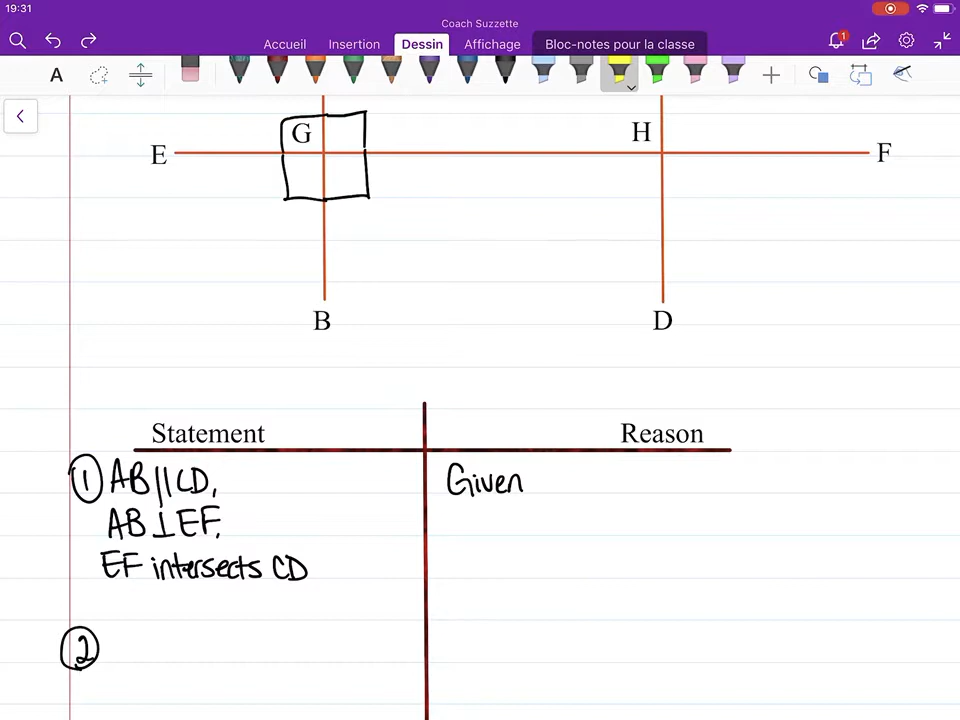 19:31
Coach Suzette
Accueil Insertion Dessin Affichage Bloc-notes pour la classe
1
A
G
H
E
F
B
D
Statement Reason
① AB || CD, Given
AB ⊥ EF,
EF intersects CD
②